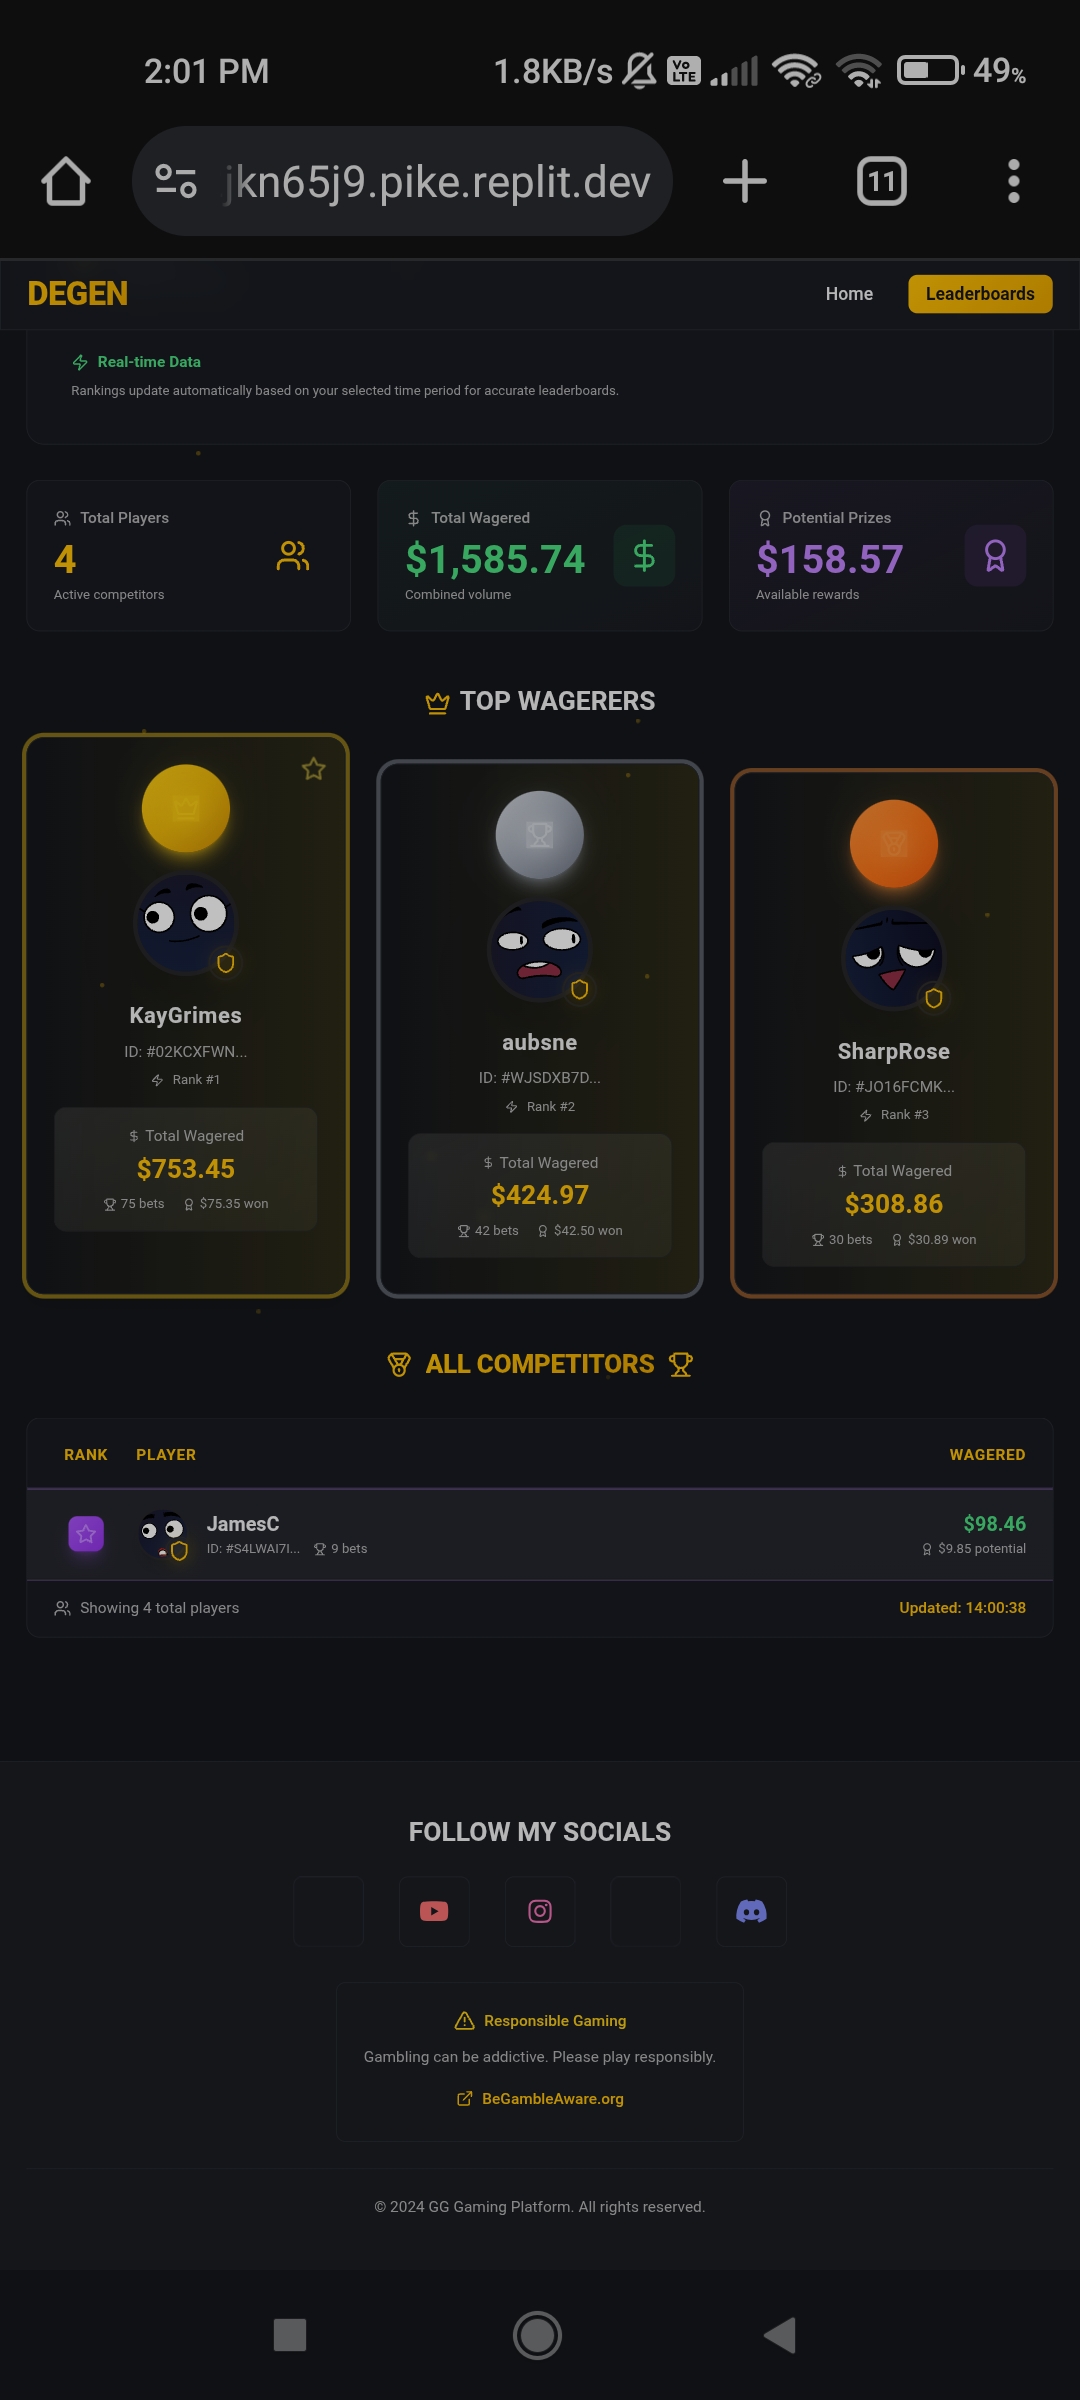 2:01 PM 1.8KB/s Vo LTE 49%
jkn65j9.pike.replit.dev 11
DEGEN Home Leaderboards
Real-time Data
Rankings update automatically based on your selected time period for accurate leaderboards.
Total Players
4
Active competitors
Total Wagered
$1,585.74
Combined volume
Potential Prizes
$158.57
Available rewards
TOP WAGERERS
KayGrimes
ID: #02KCXFWN...
Rank #1
Total Wagered
$753.45
75 bets $75.35 won
aubsne
ID: #WJSDXB7D...
Rank #2
Total Wagered
$424.97
42 bets $42.50 won
SharpRose
ID: #JO16FCMK...
Rank #3
Total Wagered
$308.86
30 bets $30.89 won
ALL COMPETITORS
RANK PLAYER WAGERED
JamesC $98.46
ID: #S4LWAI7I... 9 bets $9.85 potential
Showing 4 total players Updated: 14:00:38
FOLLOW MY SOCIALS
Responsible Gaming
Gambling can be addictive. Please play responsibly.
BeGambleAware.org
© 2024 GG Gaming Platform. All rights reserved.